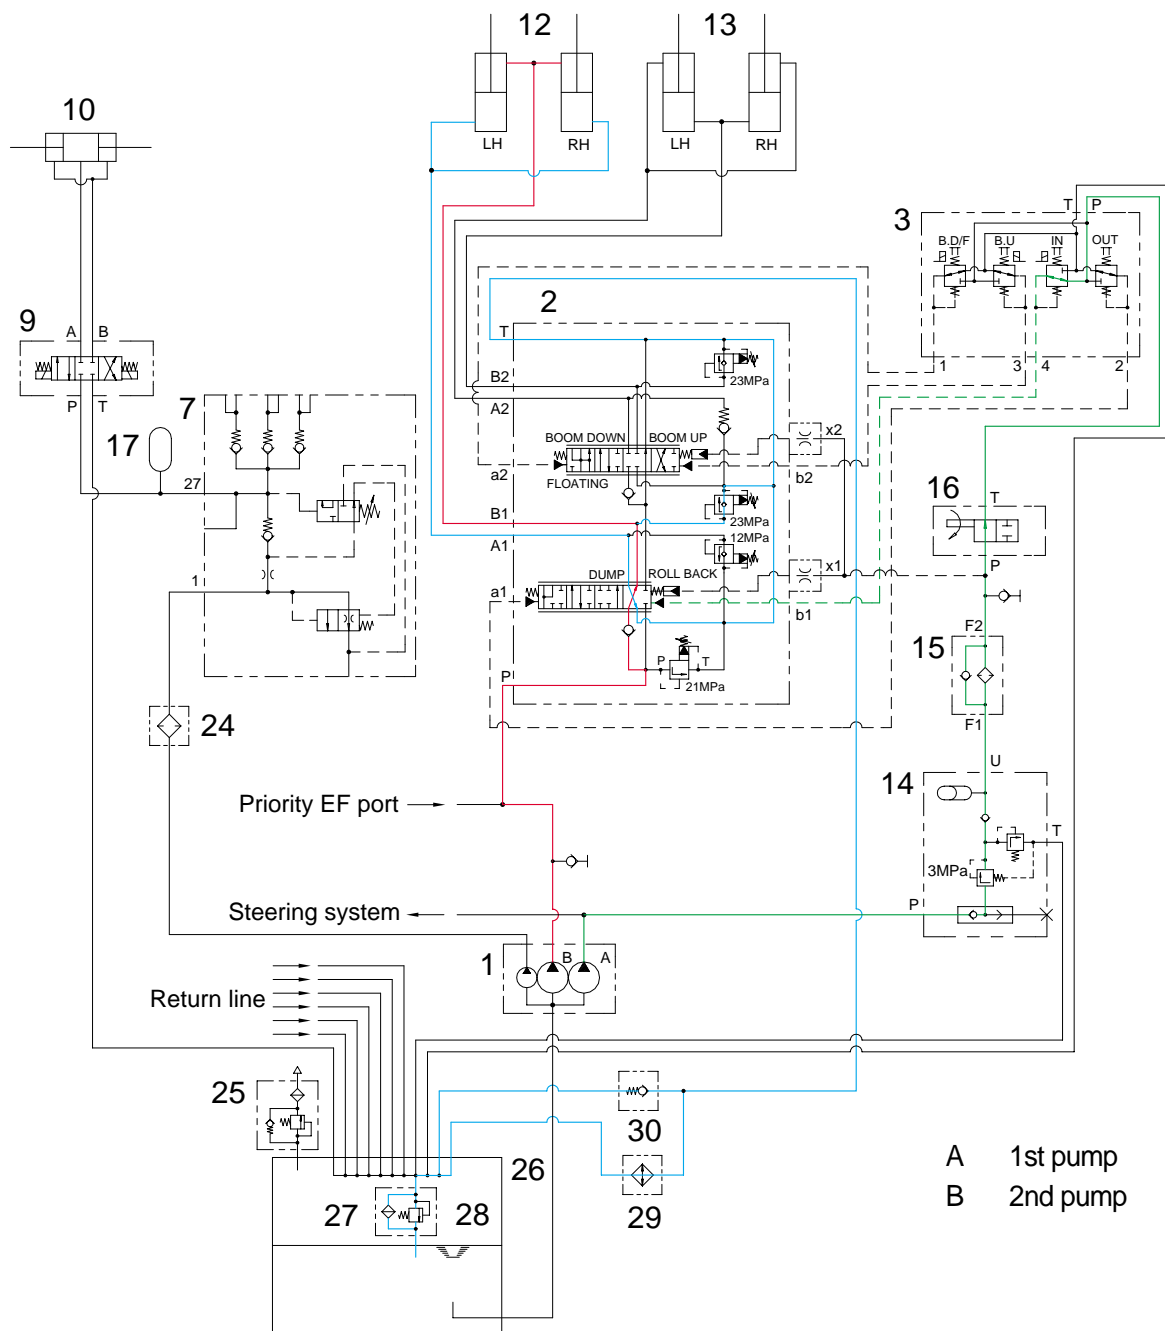 12
13
10
LH
RH
LH
RH
T P
3
B.D/F
B.U
IN
OUT
1
3
4
2
2
T
B2
A2
23MPa
x2
BOOM DOWN
BOOM UP
FLOATING
a2
b2
B1
23MPa
A1
12MPa
DUMP
ROLL BACK
x1
a1
b1
P
T
P
21MPa
9
A
B
P
T
17
7
27
1
24
16
T
P
F2
15
F1
U
14
T
3MPa
P
Priority EF port
Steering system
1
B
A
Return line
25
26
27
28
30
29
A 1st pump
B 2nd pump